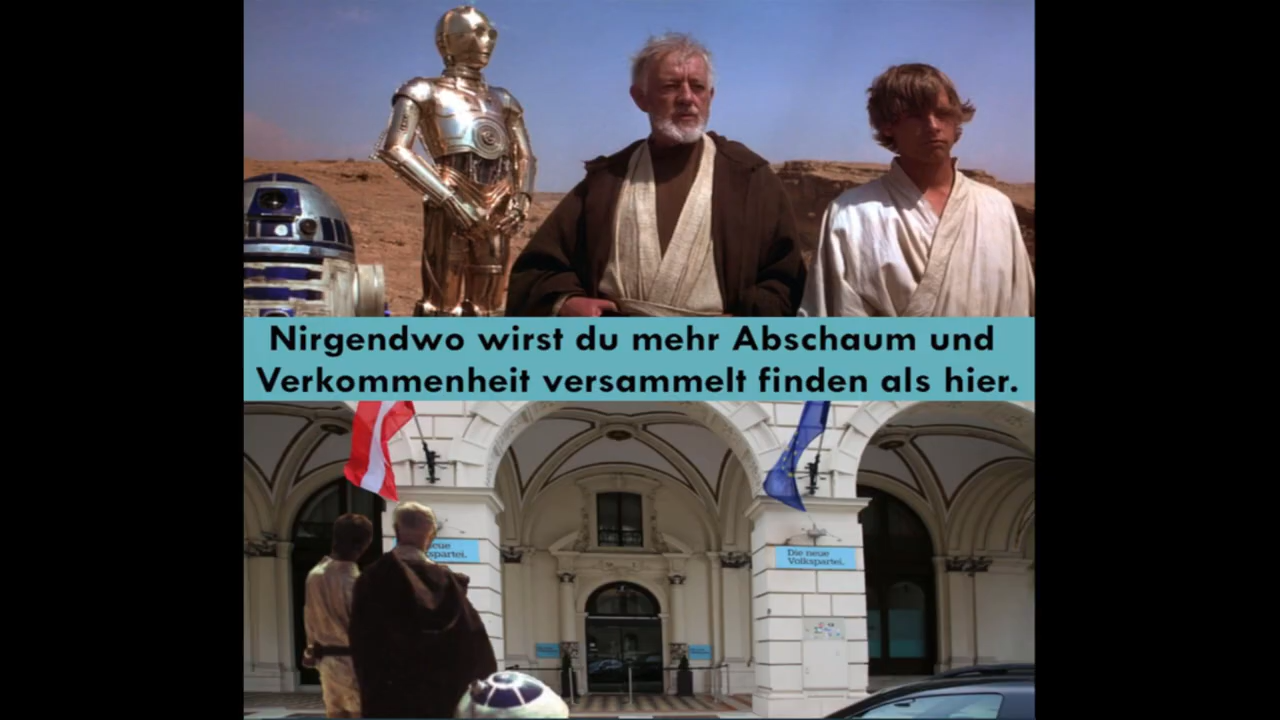 Nirgendwo wirst du mehr Abschaum und
Verkommenheit versammelt finden als hier.
Die neue
Volkspartei.